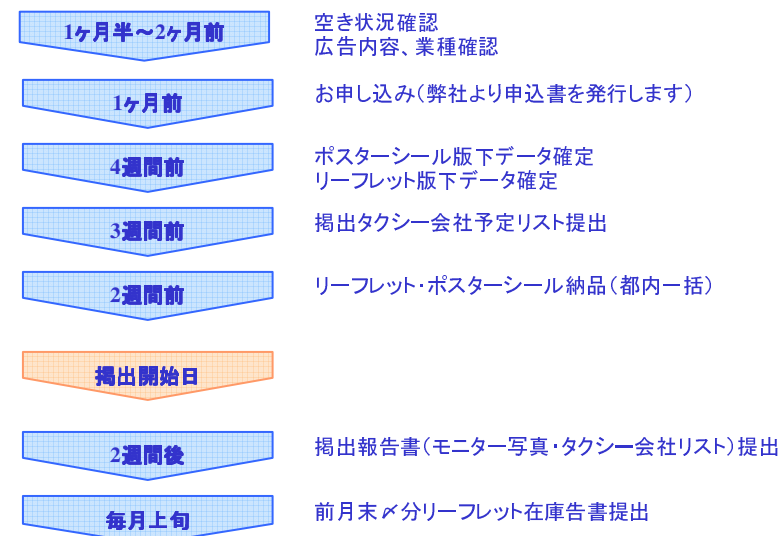 1ヶ月半～2ヶ月前
空き状況確認
広告内容、業種確認
1ヶ月前
お申し込み（弊社より申込書を発行します）
4週間前
ポスターシール版下データ確定
リーフレット版下データ確定
3週間前
掲出タクシー会社予定リスト提出
2週間前
リーフレット・ポスターシール納品（都内一括）
掲出開始日
2週間後
掲出報告書（モニター写真・タクシー会社リスト）提出
毎月上旬
前月末〆分リーフレット在庫告書提出